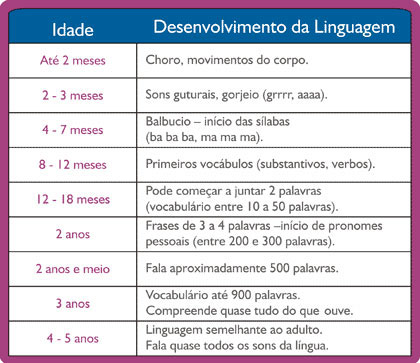 Idade
Desenvolvimento da Linguagem
Até 2 meses
Choro, movimentos do corpo.
2 - 3 meses
Sons guturais, gorjeio (grrrr, aaaa).
4 - 7 meses
Balbucio – início das sílabas
(ba ba ba, ma ma ma).
8 - 12 meses
Primeiros vocábulos (substantivos, verbos).
12 - 18 meses
Pode começar a juntar 2 palavras
(vocabulário entre 10 a 50 palavras).
2 anos
Frases de 3 a 4 palavras –início de pronomes
pessoais (entre 200 e 300 palavras).
2 anos e meio
Fala aproximadamente 500 palavras.
3 anos
Vocabulário até 900 palavras.
Compreende quase tudo do que ouve.
4 - 5 anos
Linguagem semelhante ao adulto.
Fala quase todos os sons da língua.